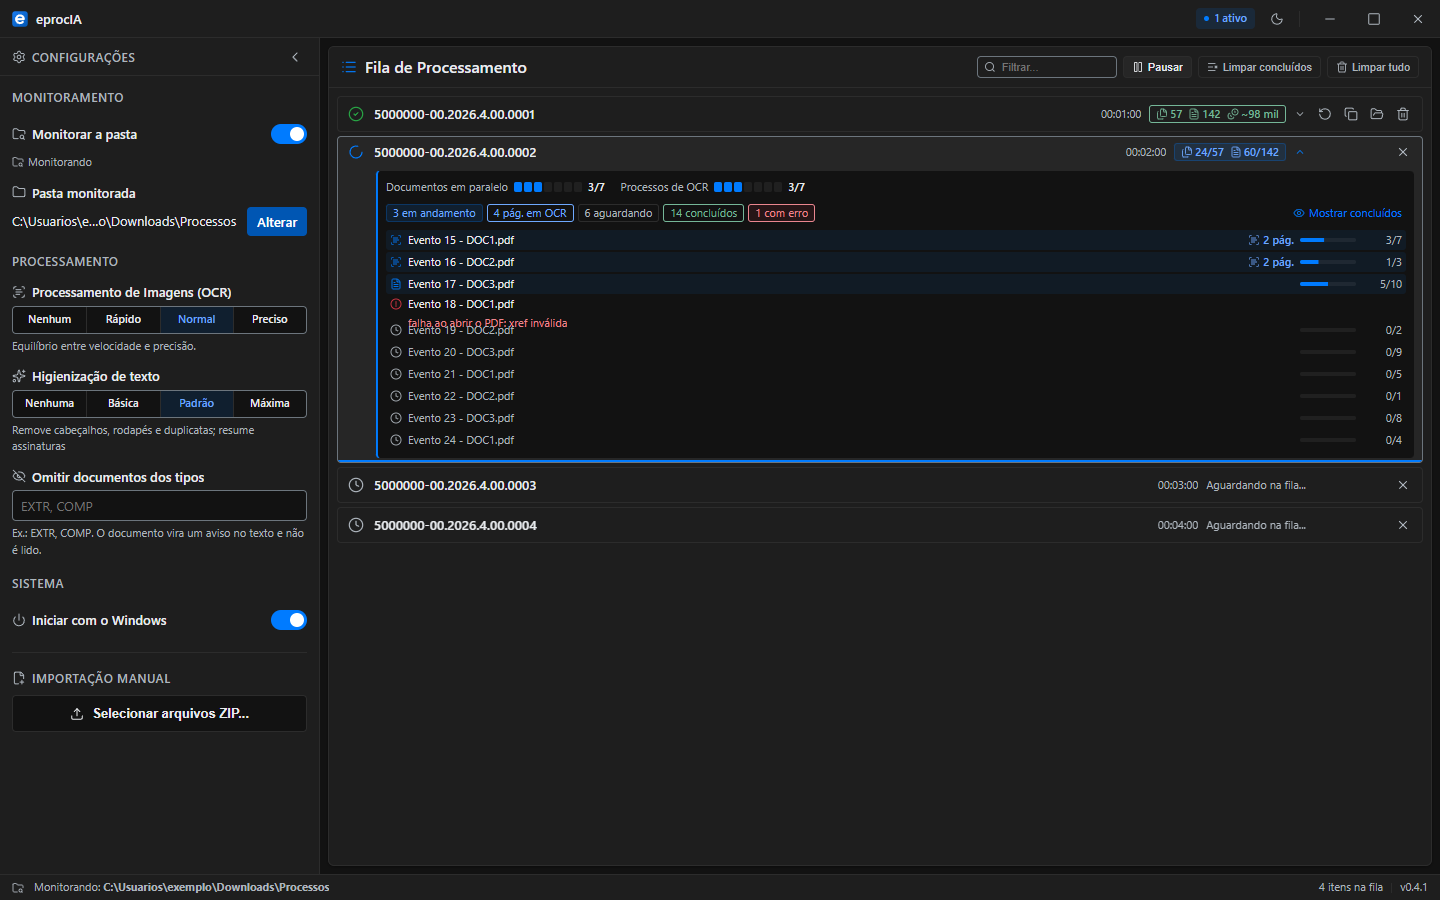 eprocIA
1 ativo
CONFIGURAÇÕES
MONITORAMENTO
Monitorar a pasta
Monitorando
Pasta monitorada
C:\Usuarios\e...o\Downloads\Processos
Alterar
PROCESSAMENTO
Processamento de Imagens (OCR)
Nenhum Rápido Normal Preciso
Equilíbrio entre velocidade e precisão.
Higienização de texto
Nenhuma Básica Padrão Máxima
Remove cabeçalhos, rodapés e duplicatas; resume
assinaturas
Omitir documentos dos tipos
EXTR, COMP
Ex.: EXTR, COMP. O documento vira um aviso no texto e não
é lido.
SISTEMA
Iniciar com o Windows
IMPORTAÇÃO MANUAL
Selecionar arquivos ZIP...
Fila de Processamento
Filtrar...
Pausar
Limpar concluídos
Limpar tudo
5000000-00.2026.4.00.0001 00:01:00 57 142 ~98 mil
5000000-00.2026.4.00.0002 00:02:00 24/57 60/142
Documentos em paralelo 3/7 Processos de OCR 3/7
3 em andamento 4 pág. em OCR 6 aguardando 14 concluídos 1 com erro Mostrar concluídos
Evento 15 - DOC1.pdf 2 pág. 3/7
Evento 16 - DOC2.pdf 2 pág. 1/3
Evento 17 - DOC3.pdf 5/10
Evento 18 - DOC1.pdf
falha ao abrir o PDF: xref inválida
Evento 19 - DOC2.pdf 0/2
Evento 20 - DOC3.pdf 0/9
Evento 21 - DOC1.pdf 0/5
Evento 22 - DOC2.pdf 0/1
Evento 23 - DOC3.pdf 0/8
Evento 24 - DOC1.pdf 0/4
5000000-00.2026.4.00.0003 00:03:00 Aguardando na fila...
5000000-00.2026.4.00.0004 00:04:00 Aguardando na fila...
Monitorando: C:\Usuarios\exemplo\Downloads\Processos
4 itens na fila
v0.4.1